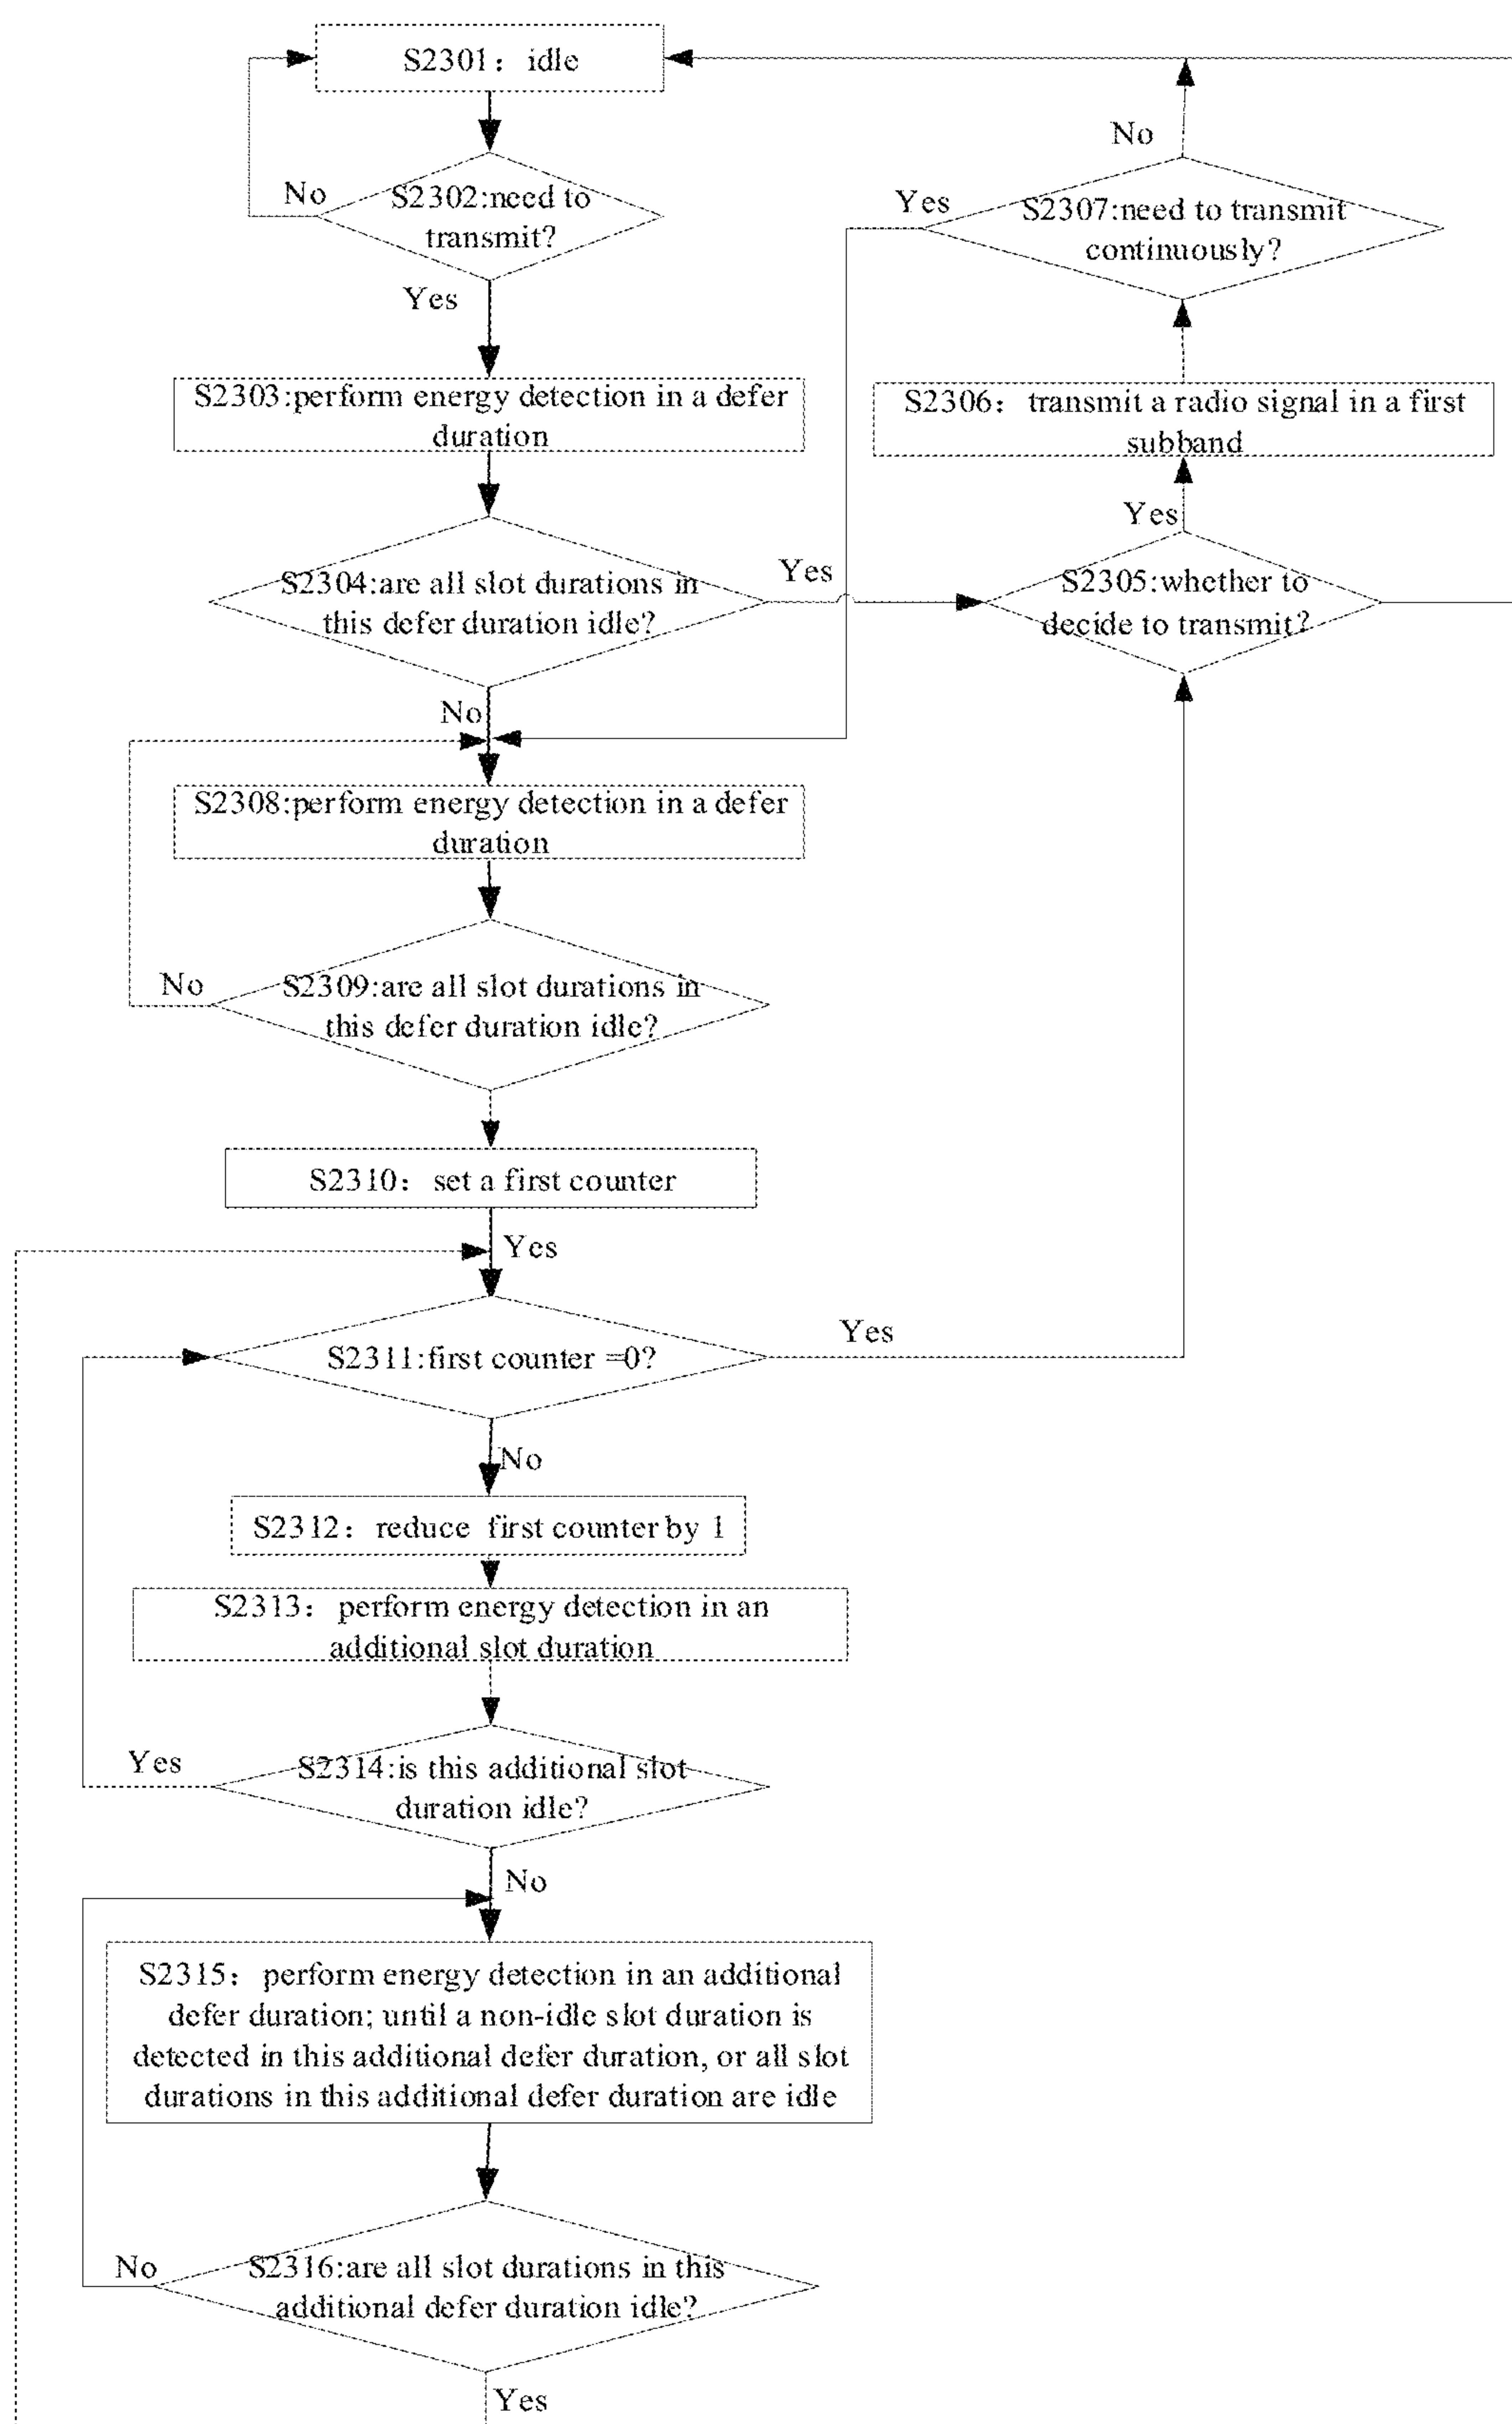 S2301：idle
No
S2302:need to
transmit?
Yes
S2303:perform energy detection in a defer
duration
S2304:are all slot durations in
this defer duration idle?
Yes
No
No
S2307:need to transmit
continuously?
Yes
S2306：transmit a radio signal in a first
subband
Yes
S2305:whether to
decide to transmit?
S2308:perform energy detection in a defer
duration
No
S2309:are all slot durations in
this defer duration idle?
S2310：set a first counter
Yes
S2311:first counter =0?
Yes
No
S2312：reduce first counter by 1
S2313：perform energy detection in an
additional slot duration
Yes
S2314:is this additional slot
duration idle?
No
S2315：perform energy detection in an additional
defer duration; until a non-idle slot duration is
detected in this additional defer duration, or all slot
durations in this additional defer duration are idle
No
S2316:are all slot durations in this
additional defer duration idle?
Yes